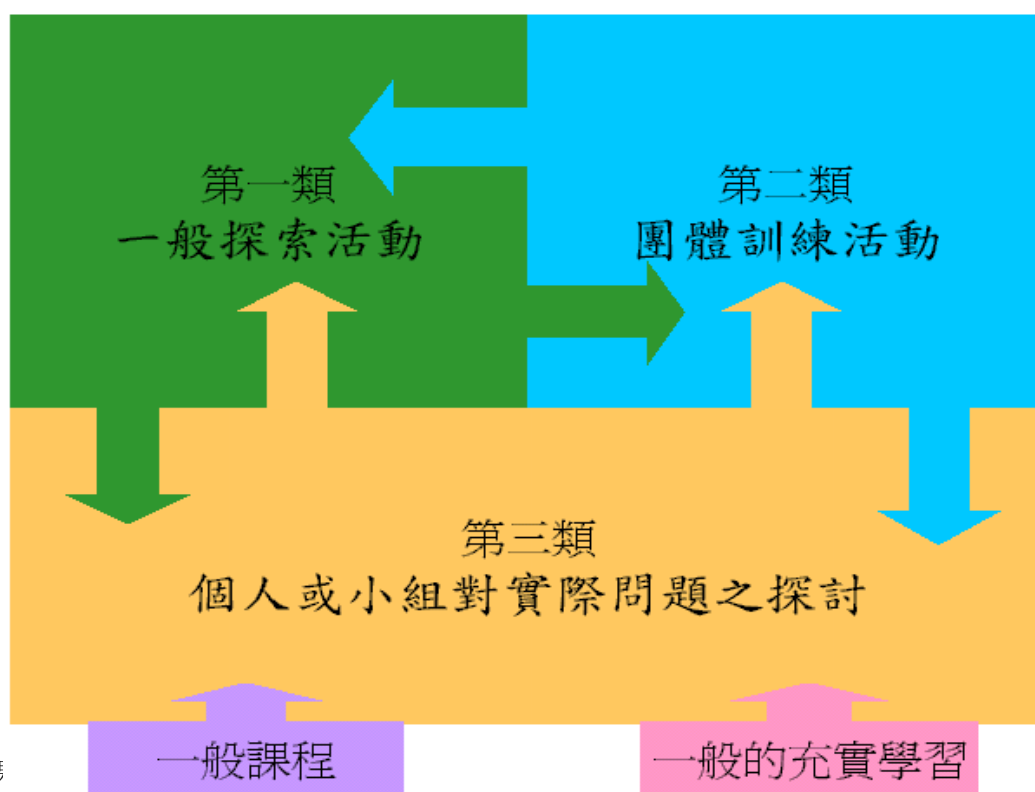 第一類
一般探索活動
第二類
團體訓練活動
第三類
個人或小組對實際問題之探討
一般課程
一般的充實學習